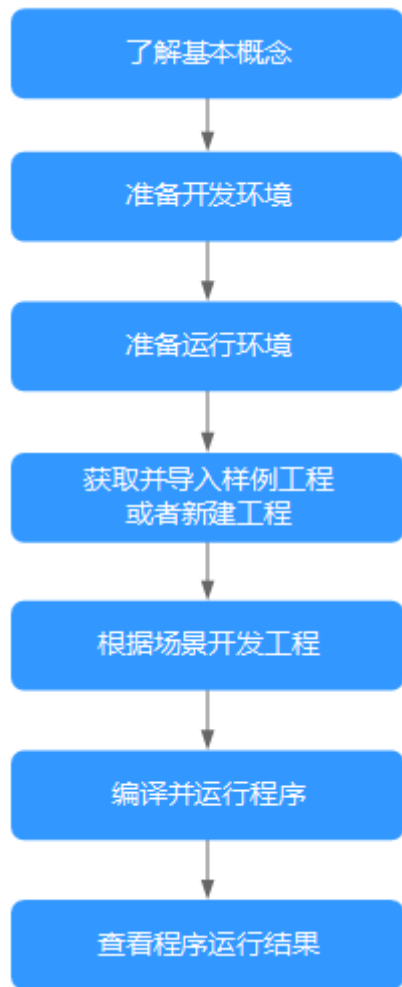 了解基本概念
准备开发环境
准备运行环境
获取并导入样例工程
或者新建工程
根据场景开发工程
编译并运行程序
查看程序运行结果